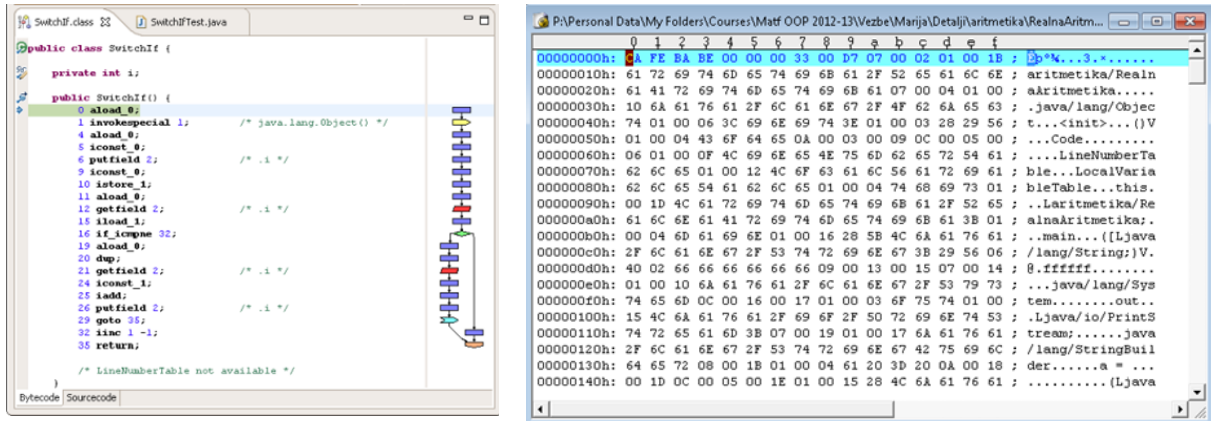 SwitchIf.class
SwitchIfTest.java
public class SwitchIf {
private int i;
public SwitchIf() {
0 aload_0;
1 invokespecial 1; /* java.lang.Object() */
4 aload_0;
5 iconst_0;
6 putfield 2; /* .i */
9 iconst_0;
10 istore_1;
11 aload_0;
12 getfield 2; /* .i */
15 iload_1;
16 if_icmpne 32;
19 aload_0;
20 dup;
21 getfield 2; /* .i */
24 iconst_1;
25 iadd;
26 putfield 2; /* .i */
29 goto 35;
32 iinc 1 -1;
35 return;
/* LineNumberTable not available */
}
Bytecode Sourcecode
P:\Personal Data\My Folders\Courses\Matf OOP 2012-13\Vezbe\Marija\Detalji\aritmetika\RealnaAritm...
0 1 2 3 4 5 6 7 8 9 a b c d e f
00000000h: CA FE BA BE 00 00 00 33 00 D7 07 00 02 01 00 1B ; Êþº¾...3.×......
00000010h: 61 72 69 74 6D 65 74 69 6B 61 2F 52 65 61 6C 6E ; aritmetika/Realn
00000020h: 61 41 72 69 74 6D 65 74 69 6B 61 07 00 04 01 00 ; aAritmetika.....
00000030h: 10 6A 61 76 61 2F 6C 61 6E 67 2F 4F 62 6A 65 63 ; .java/lang/Objec
00000040h: 74 01 00 06 3C 69 6E 69 74 3E 01 00 03 28 29 56 ; t...<init>...()V
00000050h: 01 00 04 43 6F 64 65 0A 00 03 00 09 0C 00 05 00 ; ...Code.........
00000060h: 06 01 00 0F 4C 69 6E 65 4E 75 6D 62 65 72 54 61 ; ....LineNumberTa
00000070h: 62 6C 65 01 00 12 4C 6F 63 61 6C 56 61 72 69 61 ; ble...LocalVaria
00000080h: 62 6C 65 54 61 62 6C 65 01 00 04 74 68 69 73 01 ; bleTable...this.
00000090h: 00 1D 4C 61 72 69 74 6D 65 74 69 6B 61 2F 52 65 ; ..Laritmetika/Re
000000a0h: 61 6C 6E 61 41 72 69 74 6D 65 74 69 6B 61 3B 01 ; alnaAritmetika;.
000000b0h: 00 04 6D 61 69 6E 01 00 16 28 5B 4C 6A 61 76 61 ; ..main...([Ljava
000000c0h: 2F 6C 61 6E 67 2F 53 74 72 69 6E 67 3B 29 56 06 ; /lang/String;)V.
000000d0h: 40 02 66 66 66 66 66 66 09 00 13 00 15 07 00 14 ; @.ffffff........
000000e0h: 01 00 10 6A 61 76 61 2F 6C 61 6E 67 2F 53 79 73 ; ...java/lang/Sys
000000f0h: 74 65 6D 0C 00 16 00 17 01 00 03 6F 75 74 01 00 ; tem........out..
00000100h: 15 4C 6A 61 76 61 2F 69 6F 2F 50 72 69 6E 74 53 ; .Ljava/io/PrintS
00000110h: 74 72 65 61 6D 3B 07 00 19 01 00 17 6A 61 76 61 ; tream;......java
00000120h: 2F 6C 61 6E 67 2F 53 74 72 69 6E 67 42 75 69 6C ; /lang/StringBuil
00000130h: 64 65 72 08 00 1B 01 00 04 61 20 3D 20 0A 00 18 ; der......a = ...
00000140h: 00 1D 0C 00 05 00 1E 01 00 15 28 4C 6A 61 76 61 ; ..........(Ljava